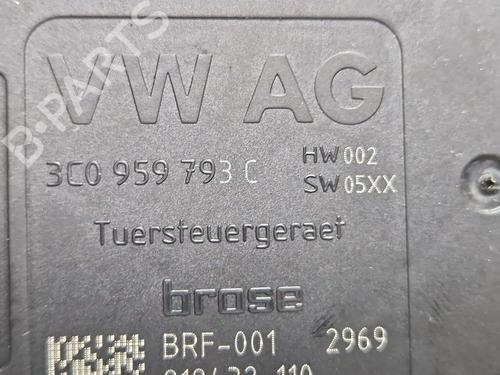 VW AG
3C0 959 793 C HW 002
SW 05XX
Tuersteuergeraet
brose
BRF-001 2969
B-PARTS